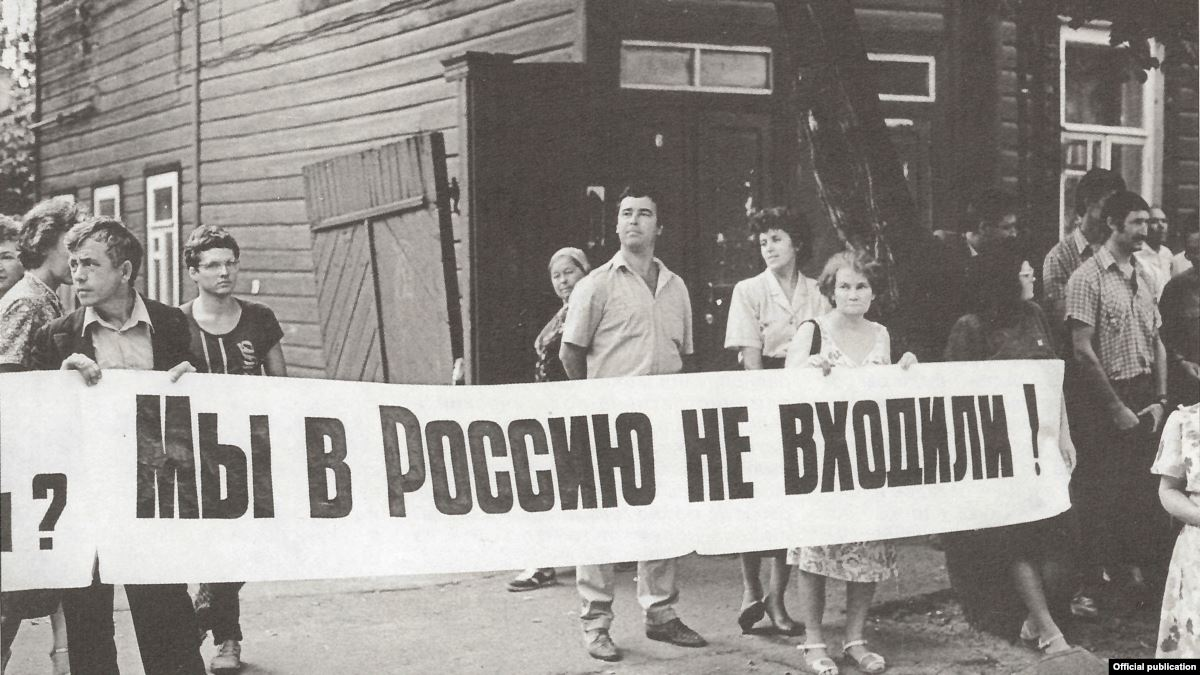 ?
Мы в Россию не входили!
Official publication